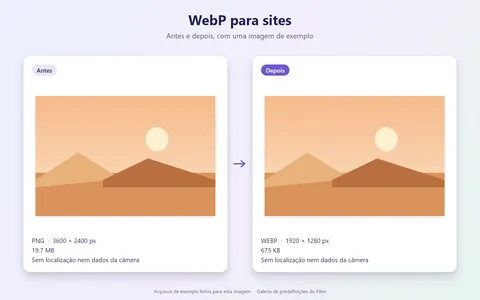 WebP para sites
Antes e depois, com uma imagem de exemplo
Antes
PNG · 3600 × 2400 px
19.7 MB
Sem localização nem dados da câmera
→
Depois
WEBP · 1920 × 1280 px
675 KB
Sem localização nem dados da câmera
Arquivos de exemplo feitos para esta imagem · Galeria de predefinições do Filee